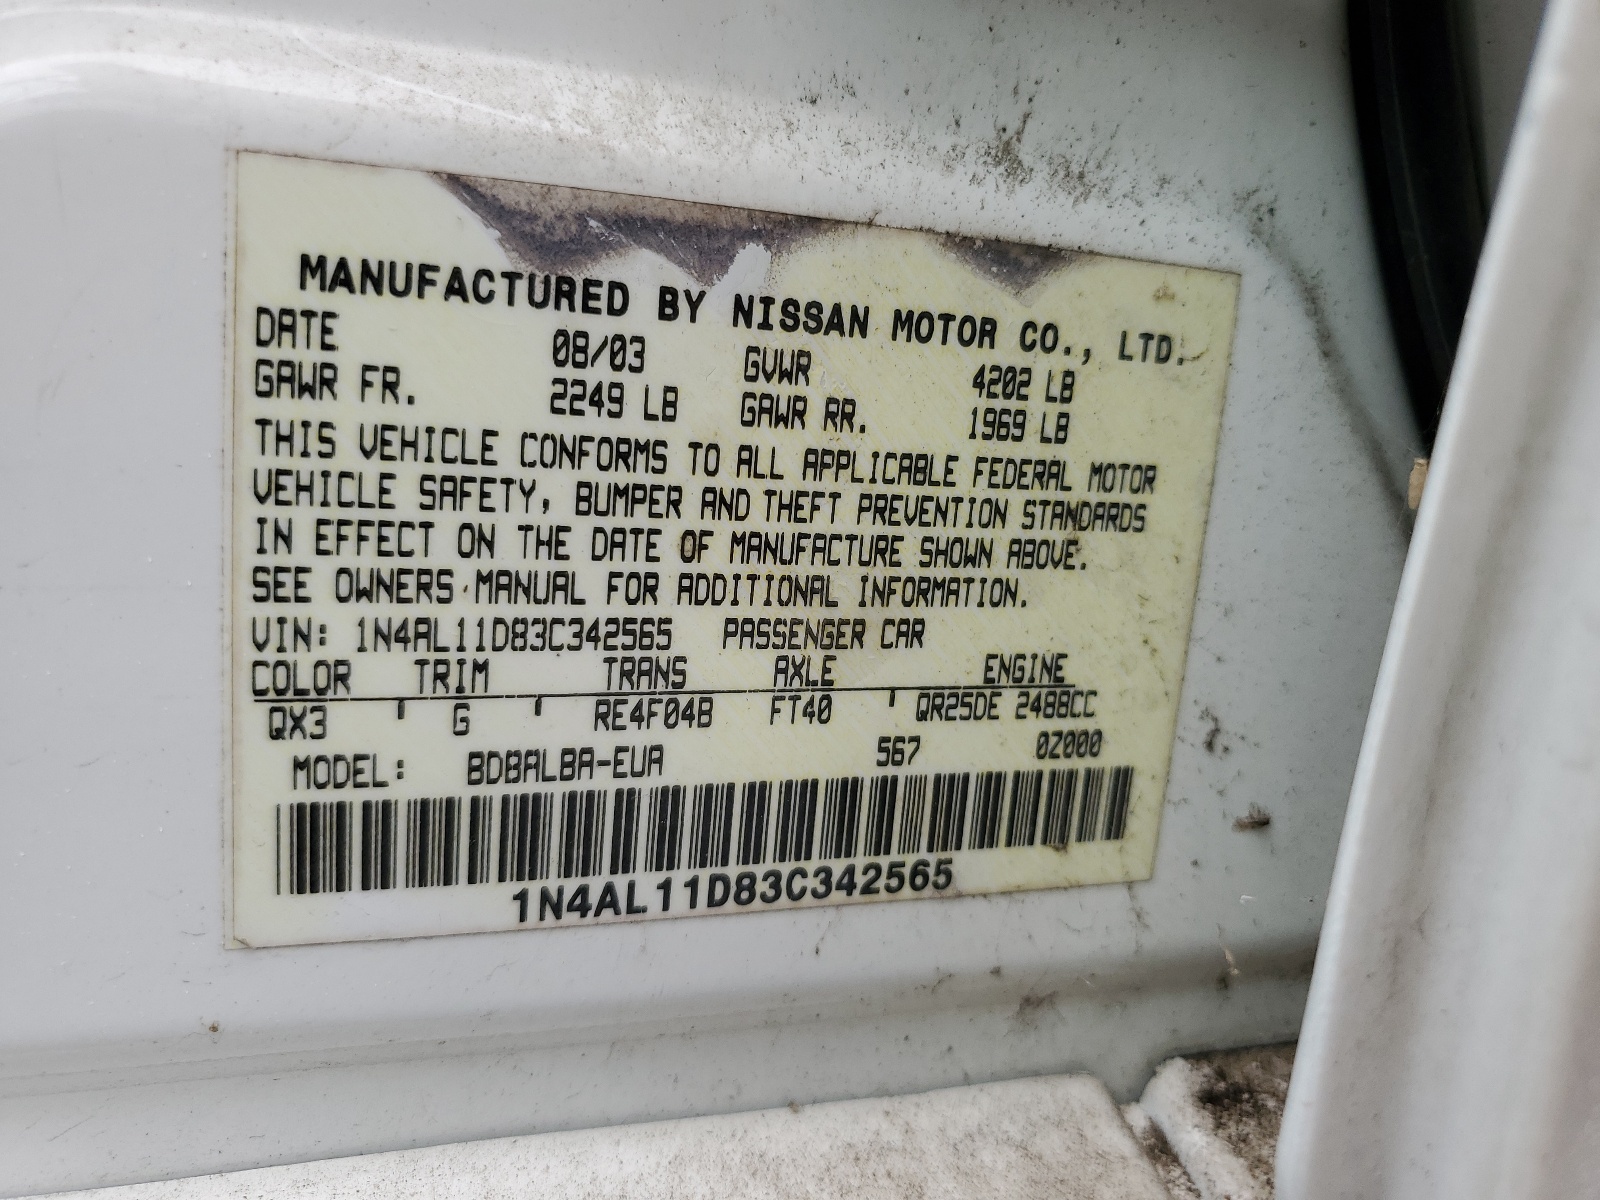 MANUFACTURED BY NISSAN MOTOR CO., LTD.
DATE 08/03 GVWR 4202 LB
GAWR FR. 2249 LB GAWR RR. 1969 LB
THIS VEHICLE CONFORMS TO ALL APPLICABLE FEDERAL MOTOR
VEHICLE SAFETY, BUMPER AND THEFT PREVENTION STANDARDS
IN EFFECT ON THE DATE OF MANUFACTURE SHOWN ABOVE.
SEE OWNERS MANUAL FOR ADDITIONAL INFORMATION.
VIN: 1N4AL11D83C342565 PASSENGER CAR
COLOR TRIM TRANS AXLE ENGINE
QX3 G RE4F04B FT40 QR25DE 2488CC
MODEL: BDBALBA-EUA 567 0Z000
1N4AL11D83C342565